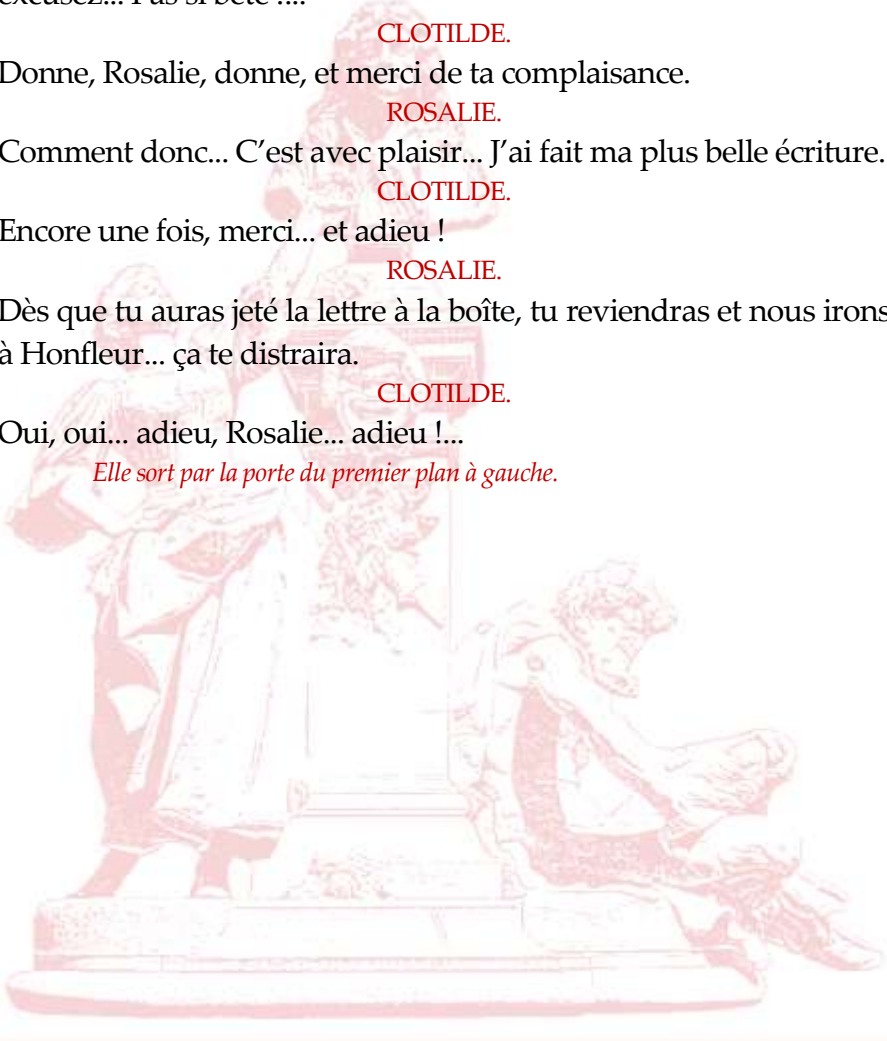 CLOTILDE.
Donne, Rosalie, donne, et merci de ta complaisance.
ROSALIE.
Comment donc... C’est avec plaisir... J’ai fait ma plus belle écriture.
CLOTILDE.
Encore une fois, merci... et adieu !
ROSALIE.
Dès que tu auras jeté la lettre à la boîte, tu reviendras et nous irons
à Honfleur... ça te distraira.
CLOTILDE.
Oui, oui... adieu, Rosalie... adieu !...
Elle sort par la porte du premier plan à gauche.